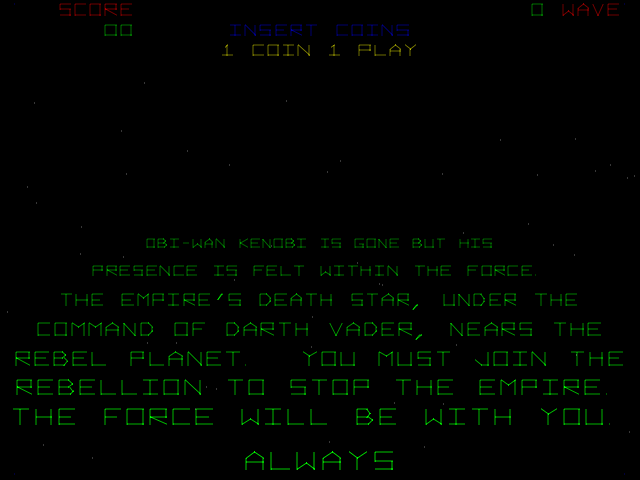 SCORE
00
INSERT COINS
1 COIN 1 PLAY
0 WAVE
OBI-WAN KENOBI IS GONE BUT HIS
PRESENCE IS FELT WITHIN THE FORCE.
THE EMPIRE'S DEATH STAR, UNDER THE
COMMAND OF DARTH VADER, NEARS THE
REBEL PLANET. YOU MUST JOIN THE
REBELLION TO STOP THE EMPIRE.
THE FORCE WILL BE WITH YOU.
ALWAYS